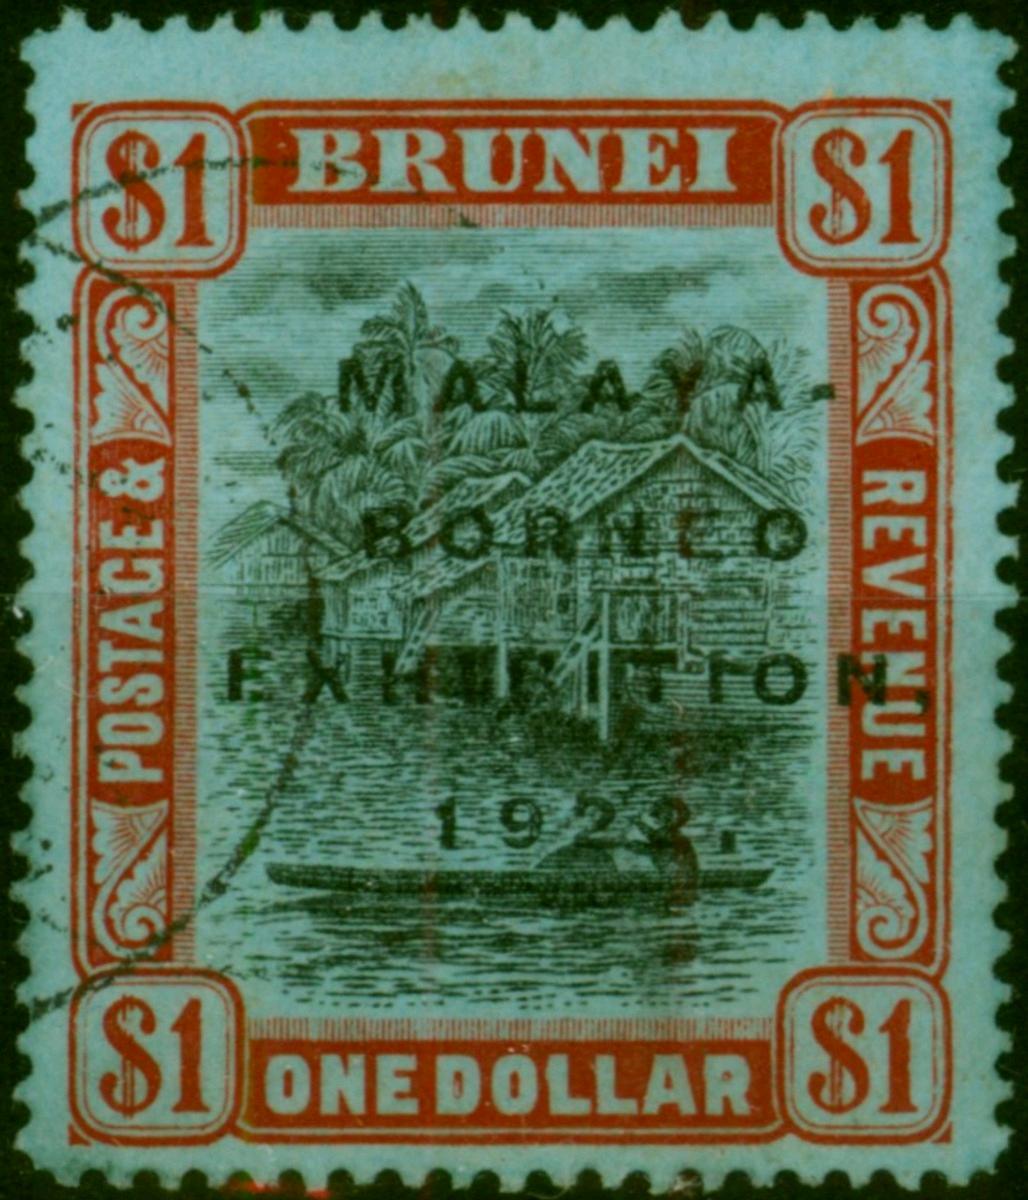 $1 BRUNEI $1
POSTAGE &
REVENUE
MALAYA-
BORNEO
EXHIBITION,
1922.
$1 ONE DOLLAR $1